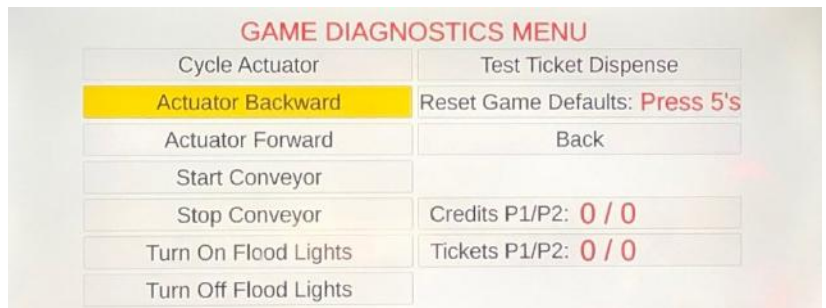 GAME DIAGNOSTICS MENU
Cycle Actuator
Actuator Backward
Actuator Forward
Start Conveyor
Stop Conveyor
Turn On Flood Lights
Turn Off Flood Lights
Test Ticket Dispense
Reset Game Defaults: Press 5's
Back
Credits P1/P2: 0 / 0
Tickets P1/P2: 0 / 0